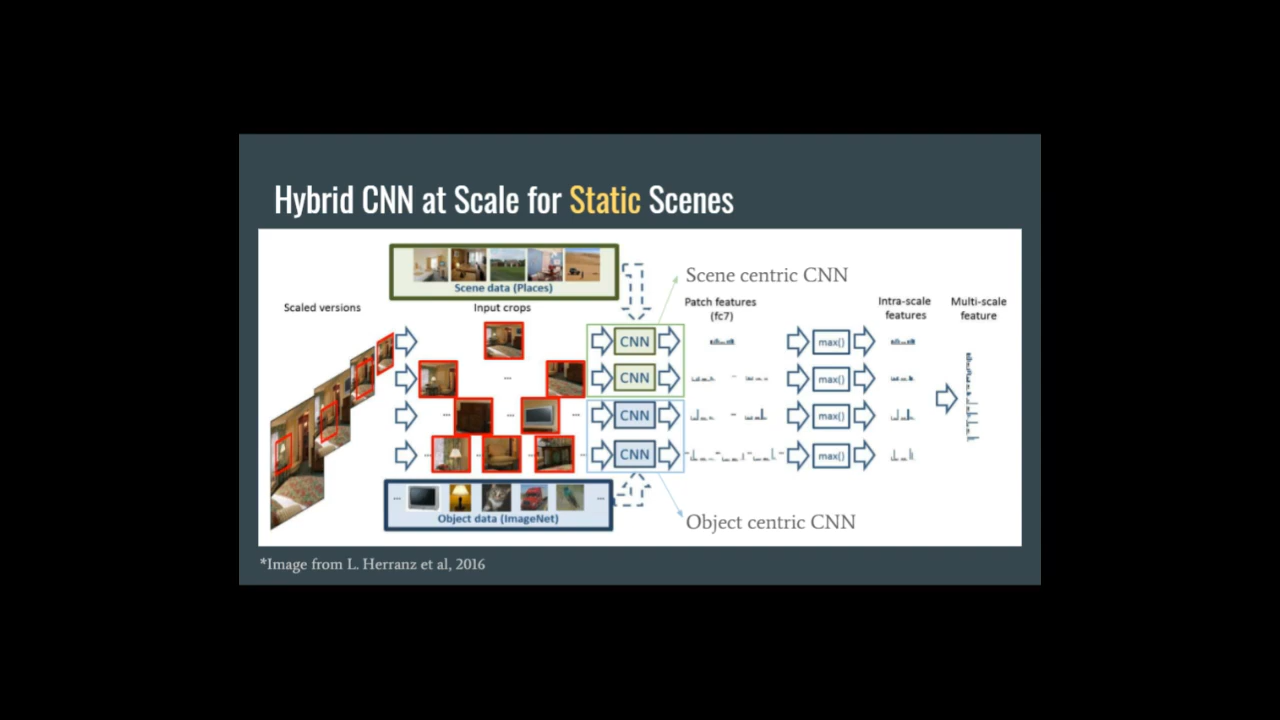 Hybrid CNN at Scale for Static Scenes
Scene data (Places)
Scene centric CNN
Scaled versions
Input crops
Patch features
(fc7)
Intra-scale
features
Multi-scale
feature
CNN
max()
CNN
max()
CNN
max()
CNN
max()
Object data (ImageNet)
Object centric CNN
*Image from L. Herranz et al, 2016